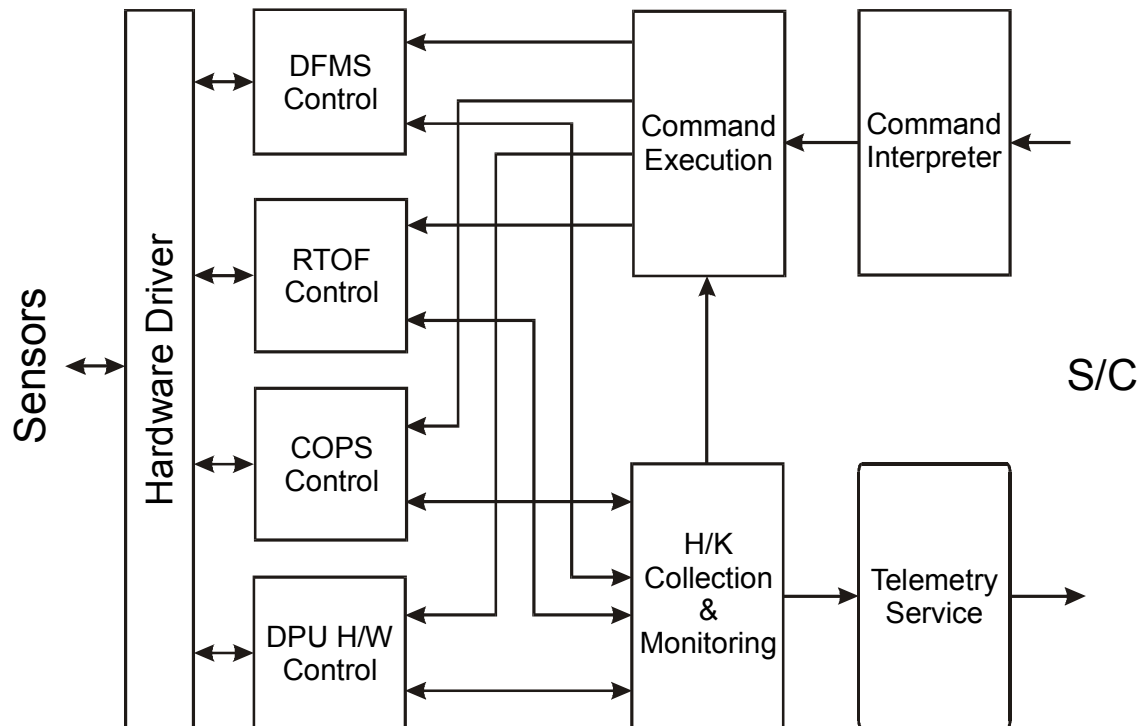 DFMS
Control
Command
Execution
Command
Interpreter
RTOF
Control
Sensors
Hardware Driver
S/C
COPS
Control
H/K
Collection
&
Monitoring
Telemetry
Service
DPU H/W
Control